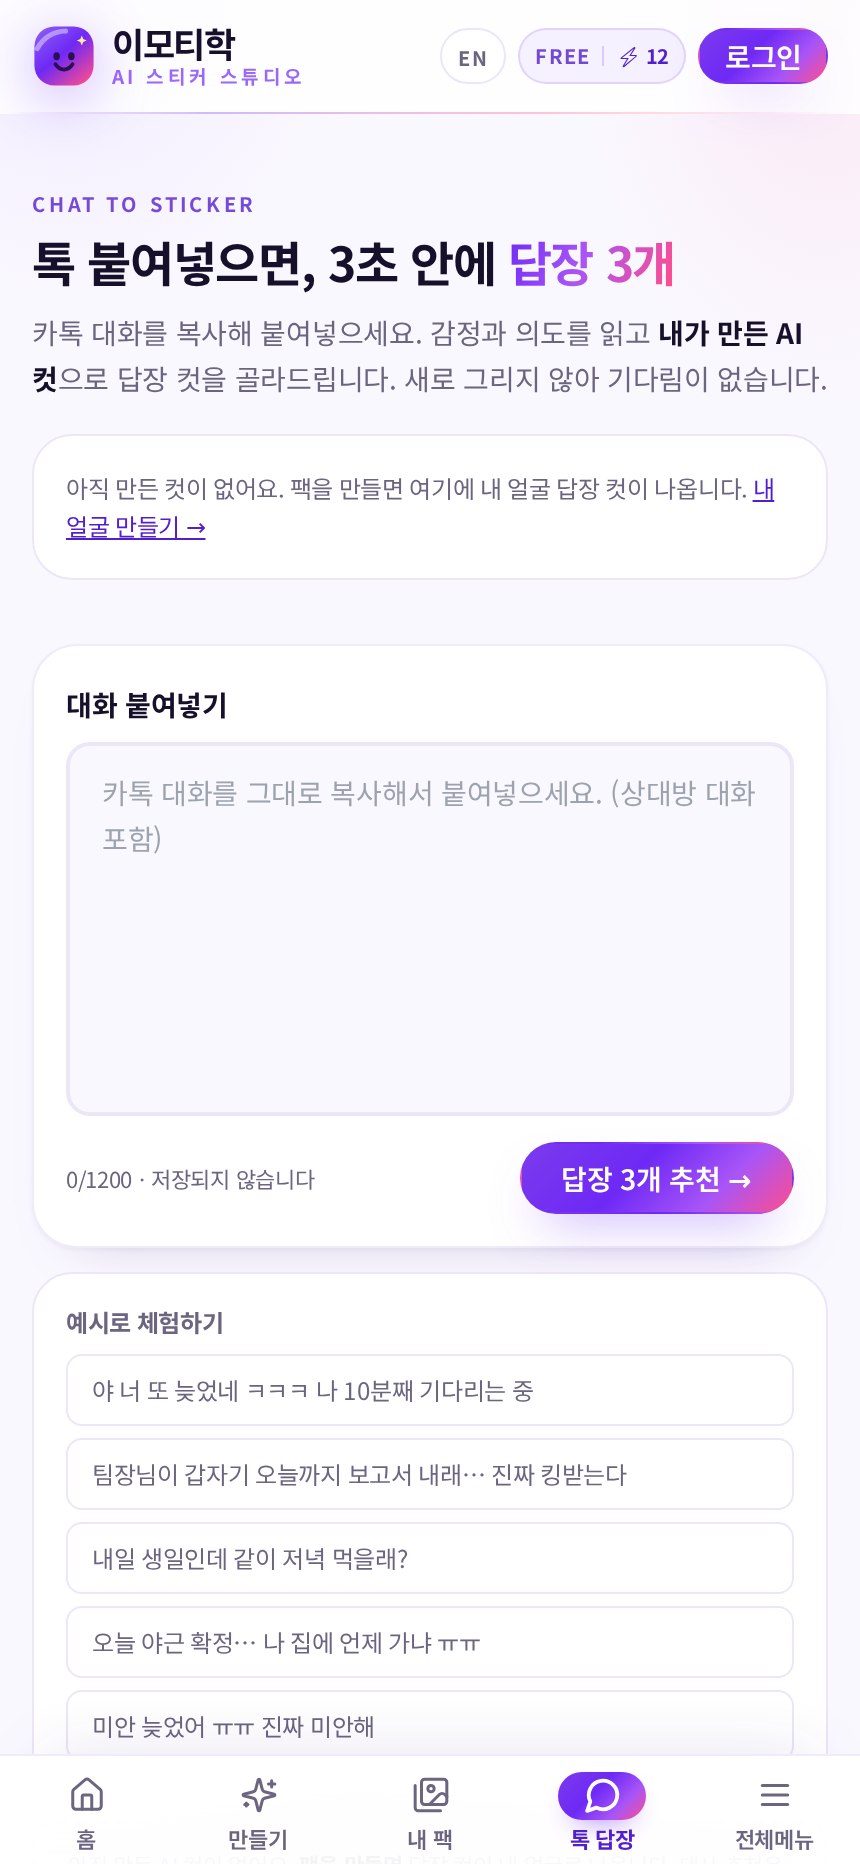 이모티학
AI 스티커 스튜디오
EN
FREE
12
로그인
CHAT TO STICKER
톡 붙여넣으면, 3초 안에 답장 3개
카톡 대화를 복사해 붙여넣으세요. 감정과 의도를 읽고 내가 만든 AI
컷으로 답장 컷을 골라드립니다. 새로 그리지 않아 기다림이 없습니다.
아직 만든 컷이 없어요. 팩을 만들면 여기에 내 얼굴 답장 컷이 나옵니다. 내
얼굴 만들기 →
대화 붙여넣기
카톡 대화를 그대로 복사해서 붙여넣으세요. (상대방 대화
포함)
0/1200 · 저장되지 않습니다
답장 3개 추천 →
예시로 체험하기
야 너 또 늦었네 ㅋㅋㅋ 나 10분째 기다리는 중
팀장님이 갑자기 오늘까지 보고서 내래… 진짜 킹받는다
내일 생일인데 같이 저녁 먹을래?
오늘 야근 확정… 나 집에 언제 가냐 ㅠㅠ
미안 늦었어 ㅠㅠ 진짜 미안해
홈
만들기
내 팩
톡 답장
전체메뉴